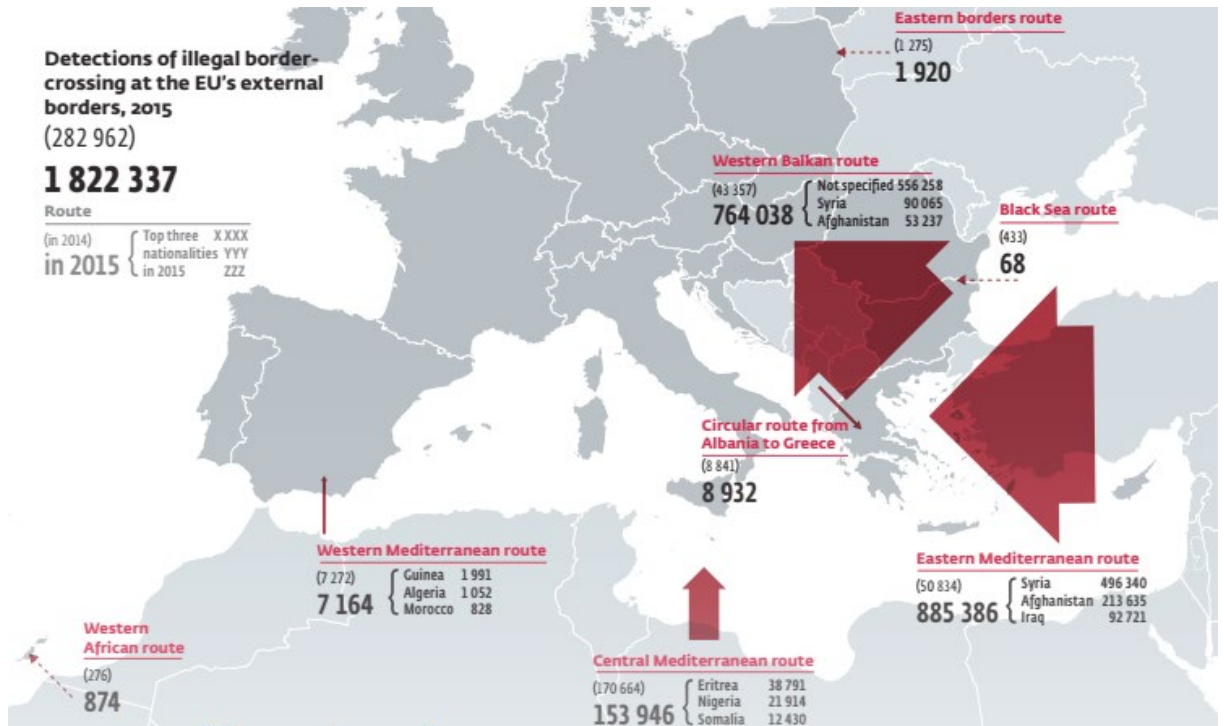 Detections of illegal border-
crossing at the EU's external
borders, 2015
(282 962)
1 822 337
Route
(in 2014)
in 2015
Top three XXXX
nationalities YYY
in 2015 ZZZ
Eastern borders route
(1 275)
1 920
Western Balkan route
(43 357)
764 038
Not specified 556 258
Syria 90 065
Afghanistan 53 237
Black Sea route
(433)
68
Circular route from
Albania to Greece
(8 841)
8 932
Western Mediterranean route
(7 272)
7 164
Guinea 1 991
Algeria 1 052
Morocco 828
Eastern Mediterranean route
(50 834)
885 386
Syria 496 340
Afghanistan 213 635
Iraq 92 721
Western
African route
(276)
874
Central Mediterranean route
(170 664)
153 946
Eritrea 38 791
Nigeria 21 914
Somalia 12 430